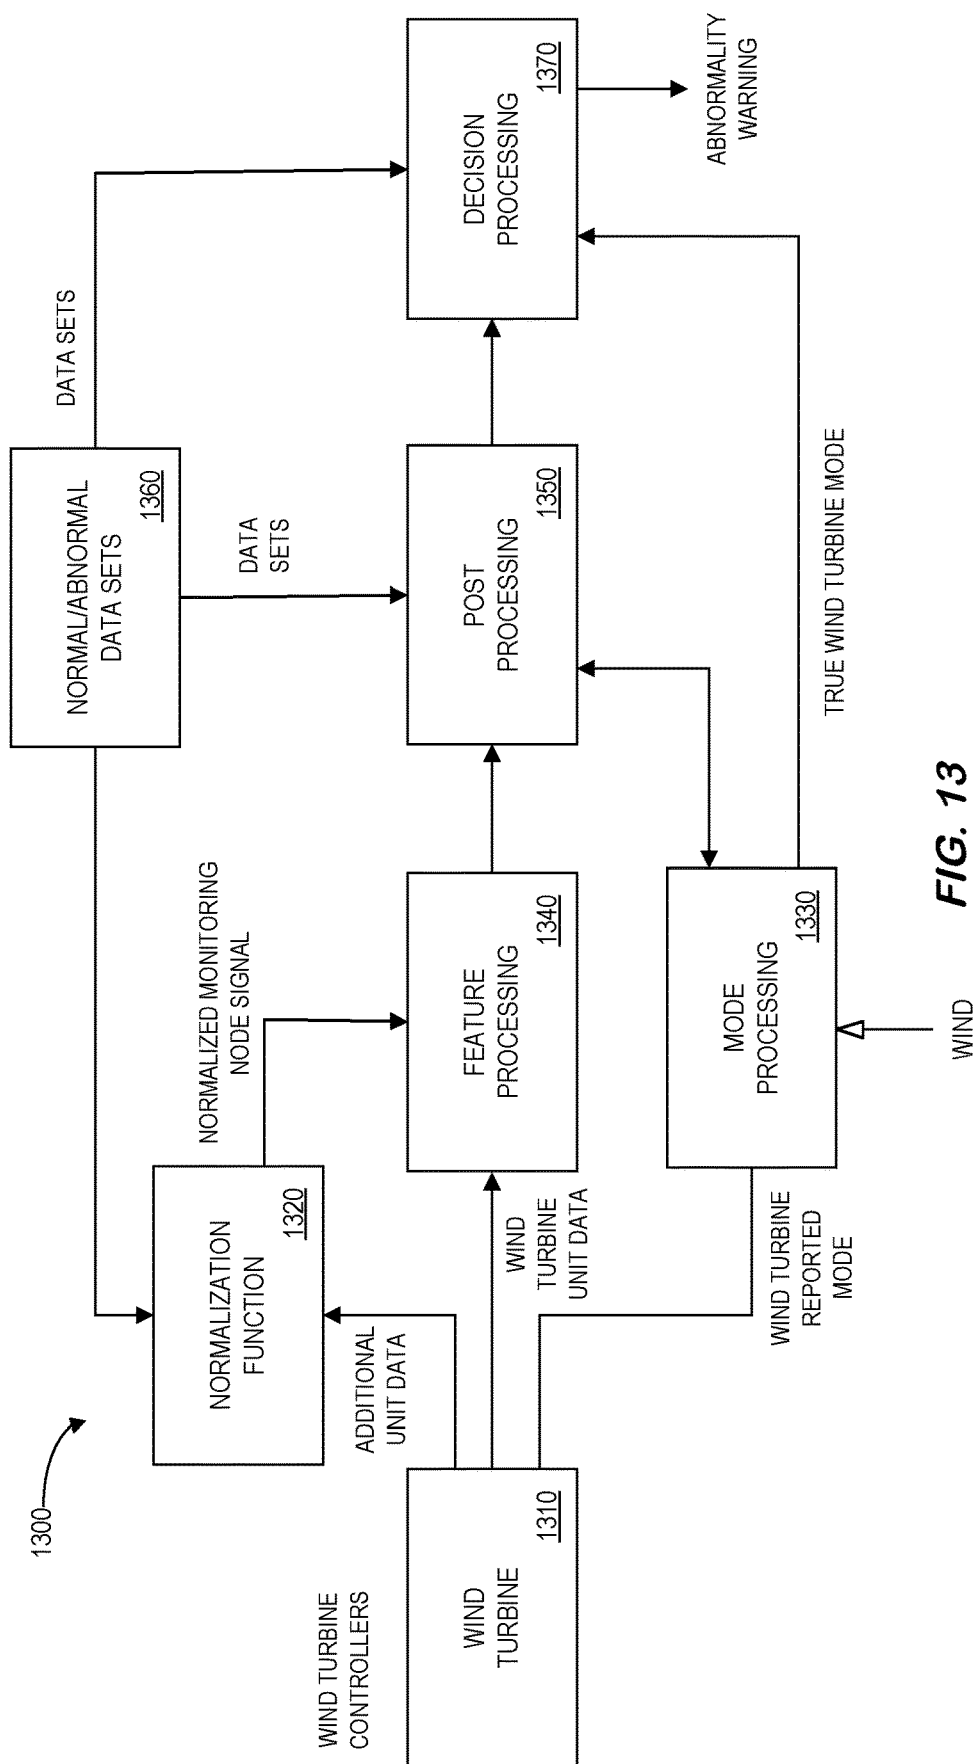 1300
WIND TURBINE
CONTROLLERS
WIND
TURBINE
1310
ADDITIONAL
UNIT DATA
WIND
TURBINE
UNIT DATA
WIND TURBINE
REPORTED
MODE
NORMALIZATION
FUNCTION
1320
NORMALIZED MONITORING
NODE SIGNAL
FEATURE
PROCESSING
1340
MODE
PROCESSING
1330
WIND
NORMAL/ABNORMAL
DATA SETS
1360
DATA
SETS
DATA SETS
POST
PROCESSING
1350
TRUE WIND TURBINE MODE
DECISION
PROCESSING
1370
ABNORMALITY
WARNING
FIG. 13